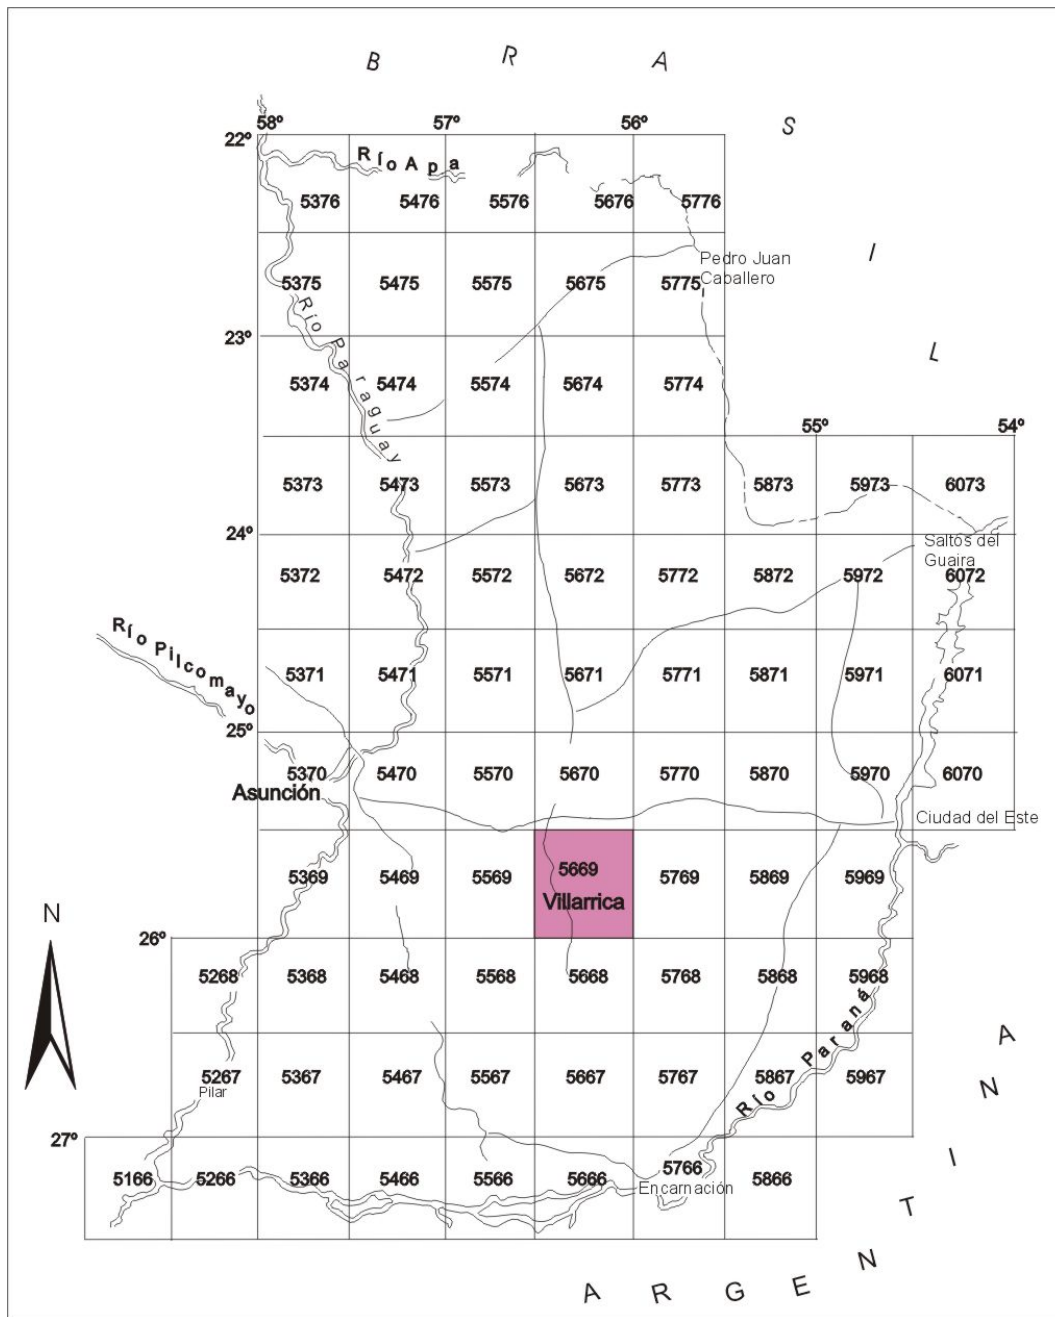 B R A S I L
58º 57º 56º
22º
Río Apa
5376 5476 5576 5676 5776
Pedro Juan
Caballero
5375 5475 5575 5675 5775
Río Paraguay
23º
5374 5474 5574 5674 5774
55º 54º
5373 5473 5573 5673 5773 5873 5973 6073
24º
Saltos del
Guaira
5372 5472 5572 5672 5772 5872 5972 6072
Río Pilcomayo
5371 5471 5571 5671 5771 5871 5971 6071
25º
5370 5470 5570 5670 5770 5870 5970 6070
Asunción
Ciudad del Este
5369 5469 5569 5669 5769 5869 5969
Villarrica
N
26º
5268 5368 5468 5568 5668 5768 5868 5968
Río Paraná
5267 5367 5467 5567 5667 5767 5867 5967
Pilar
27º
5166 5266 5366 5466 5566 5666 5766 5866
Encarnación
A R G E N T I N A